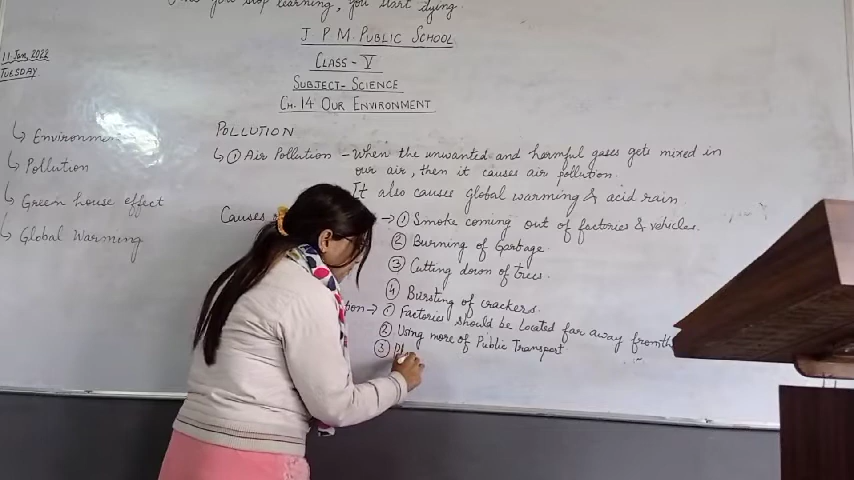 you stop learning, you start dying.
J.P.M. PUBLIC SCHOOL
11 Jan, 2022
TUESDAY
CLASS - V
SUBJECT - SCIENCE
CH. 14 OUR ENVIRONMENT
POLLUTION
↳ Environment
↳ Pollution
↳ Green house effect
↳ Global Warming
↳ ① Air Pollution - When the unwanted and harmful gases gets mixed in
our air, then it causes air pollution.
It also causes global warming & acid rain.
Causes → ① Smoke coming out of factories & vehicles.
② Burning of Garbage.
③ Cutting down of trees.
④ Bursting of crackers.
→ ① Factories should be located far away from
② Using more of Public Transport
③ Pl